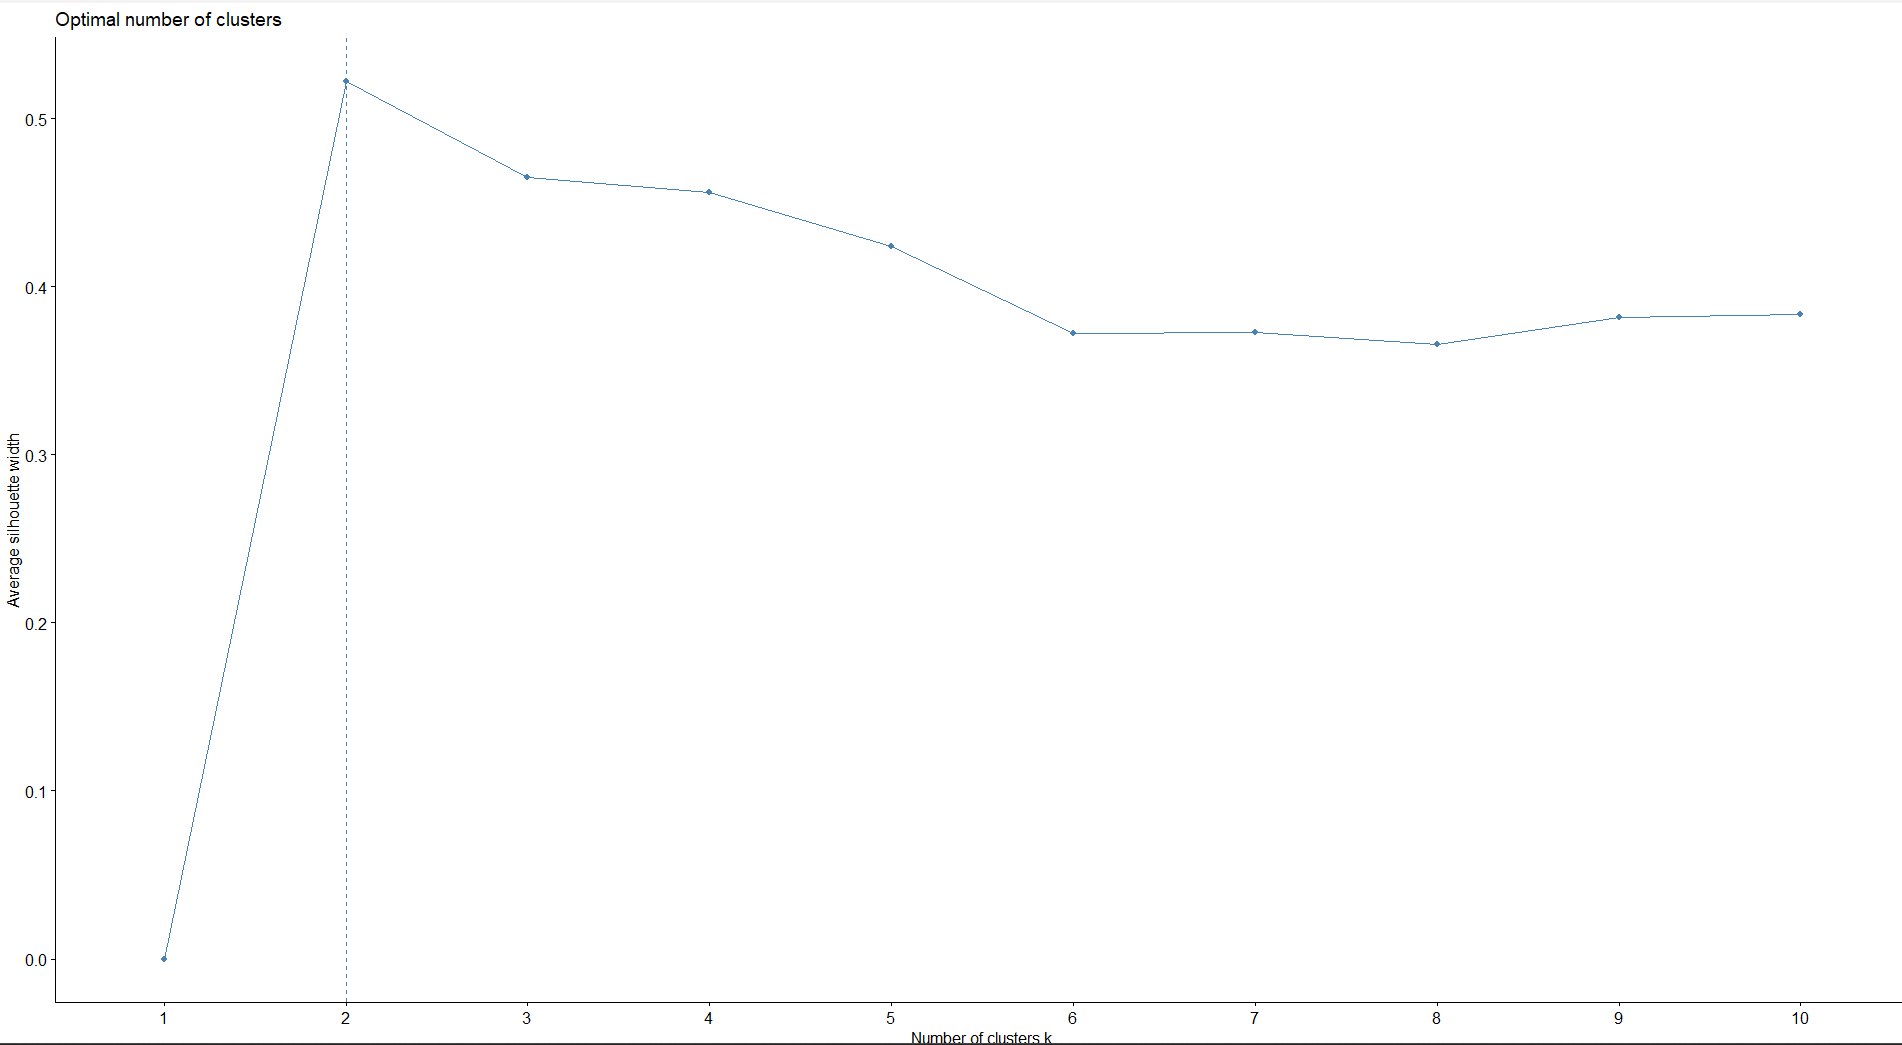 Optimal number of clusters
0.5
0.4
0.3
0.2
0.1
0.0
Average silhouette width
1 2 3 4 5 6 7 8 9 10
Number of clusters k